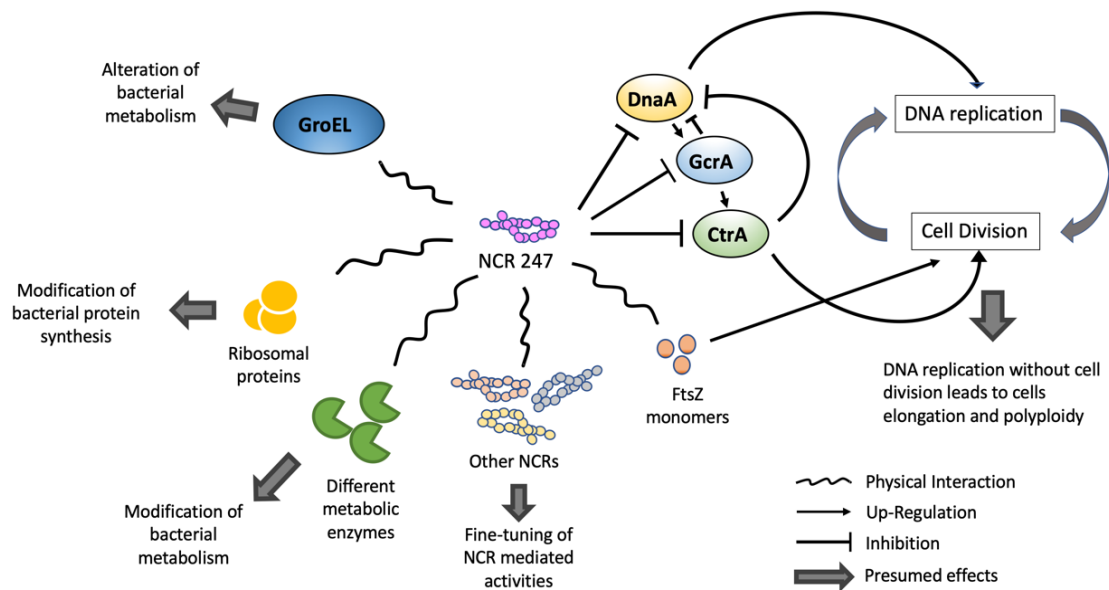 Alteration of
bacterial
metabolism
GroEL
DnaA
GcrA
CtrA
DNA replication
Cell Division
NCR 247
Modification of
bacterial protein
synthesis
Ribosomal
proteins
FtsZ
monomers
DNA replication without cell
division leads to cells
elongation and polyploidy
Other NCRs
Different
metabolic
enzymes
Modification of
bacterial
metabolism
Fine-tuning of
NCR mediated
activities
Physical Interaction
Up-Regulation
Inhibition
Presumed effects